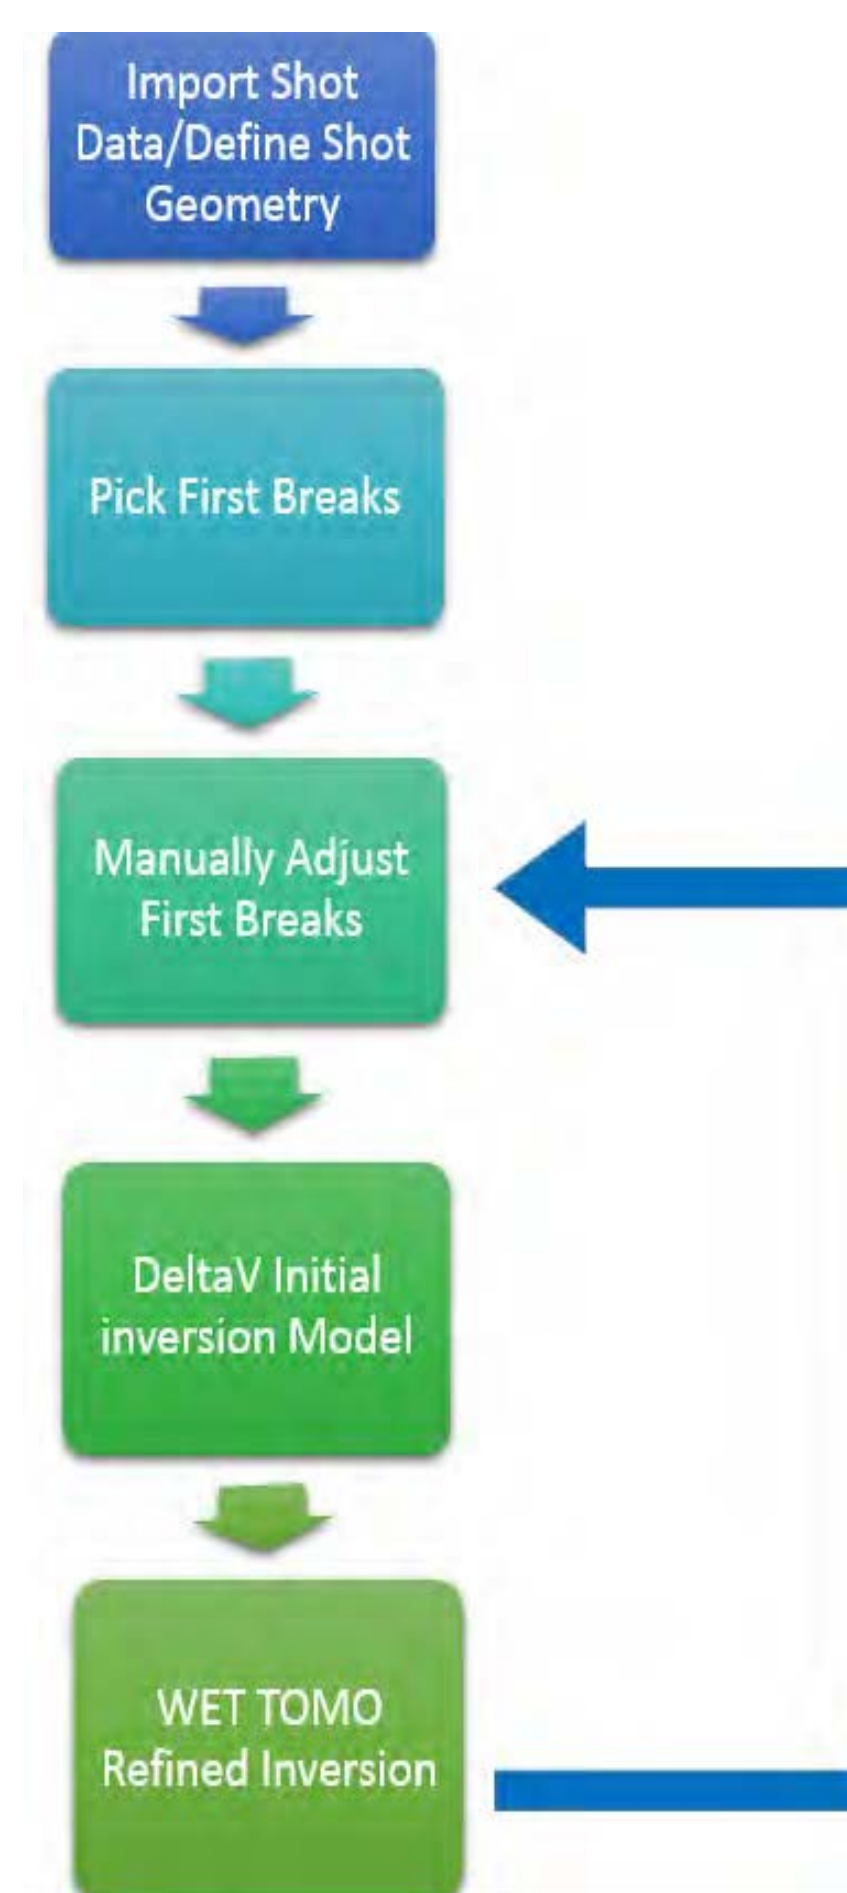 Import Shot
Data/Define Shot
Geometry
Pick First Breaks
Manually Adjust
First Breaks
DeltaV Initial
inversion Model
WET TOMO
Refined Inversion